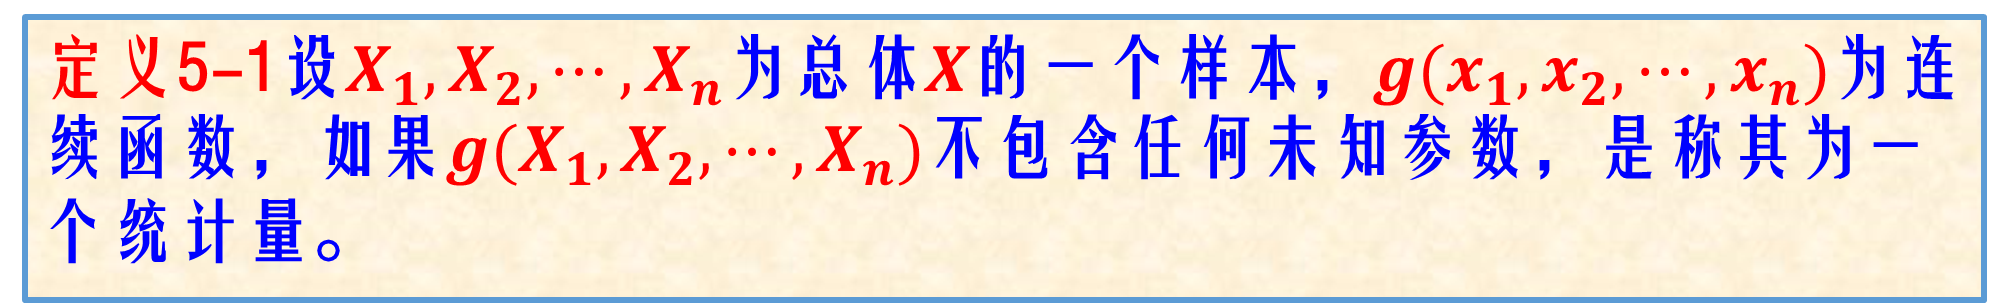 定义5-1设X₁,X₂,⋯,Xₙ为总体X的一个样本，g(x₁,x₂,⋯,xₙ)为连
续函数，如果g(X₁,X₂,⋯,Xₙ)不包含任何未知参数，是称其为一
个统计量。